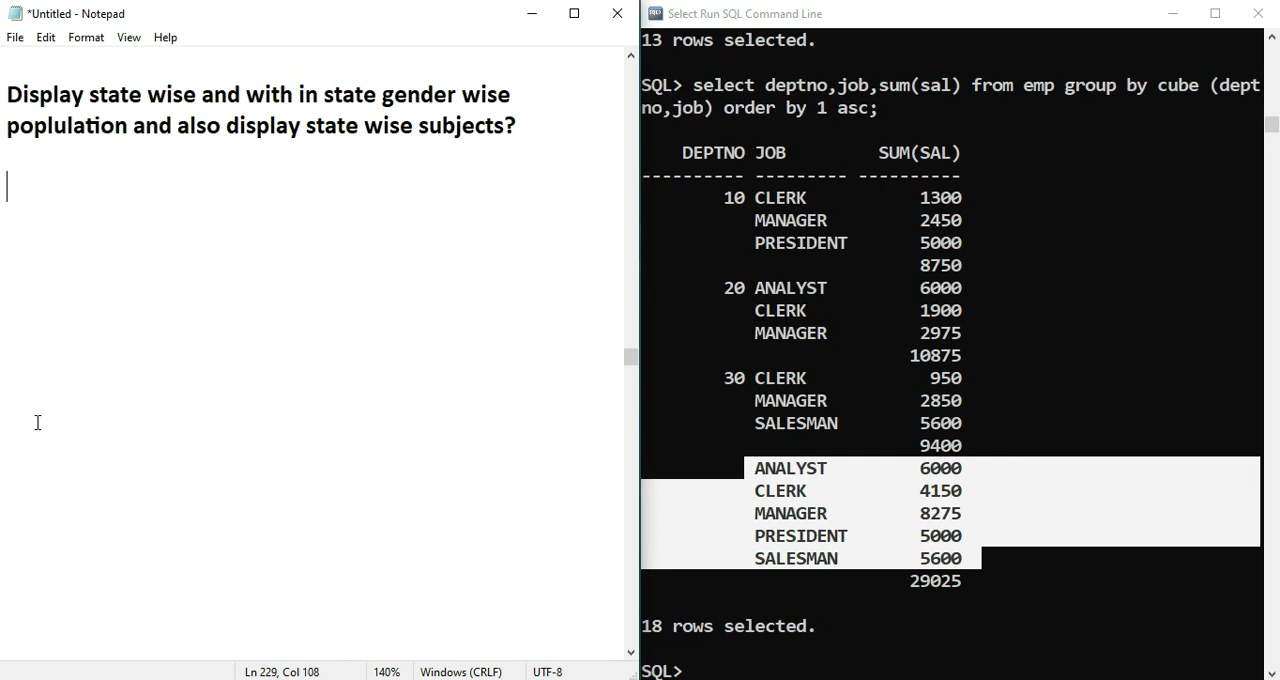 *Untitled - Notepad
File Edit Format View Help
Display state wise and with in state gender wise
poplulation and also display state wise subjects?
Ln 229, Col 108 140% Windows (CRLF) UTF-8
Select Run SQL Command Line
13 rows selected.
SQL> select deptno,job,sum(sal) from emp group by cube (dept
no,job) order by 1 asc;
DEPTNO JOB SUM(SAL)
---------- --------- ----------
10 CLERK 1300
MANAGER 2450
PRESIDENT 5000
8750
20 ANALYST 6000
CLERK 1900
MANAGER 2975
10875
30 CLERK 950
MANAGER 2850
SALESMAN 5600
9400
ANALYST 6000
CLERK 4150
MANAGER 8275
PRESIDENT 5000
SALESMAN 5600
29025
18 rows selected.
SQL>